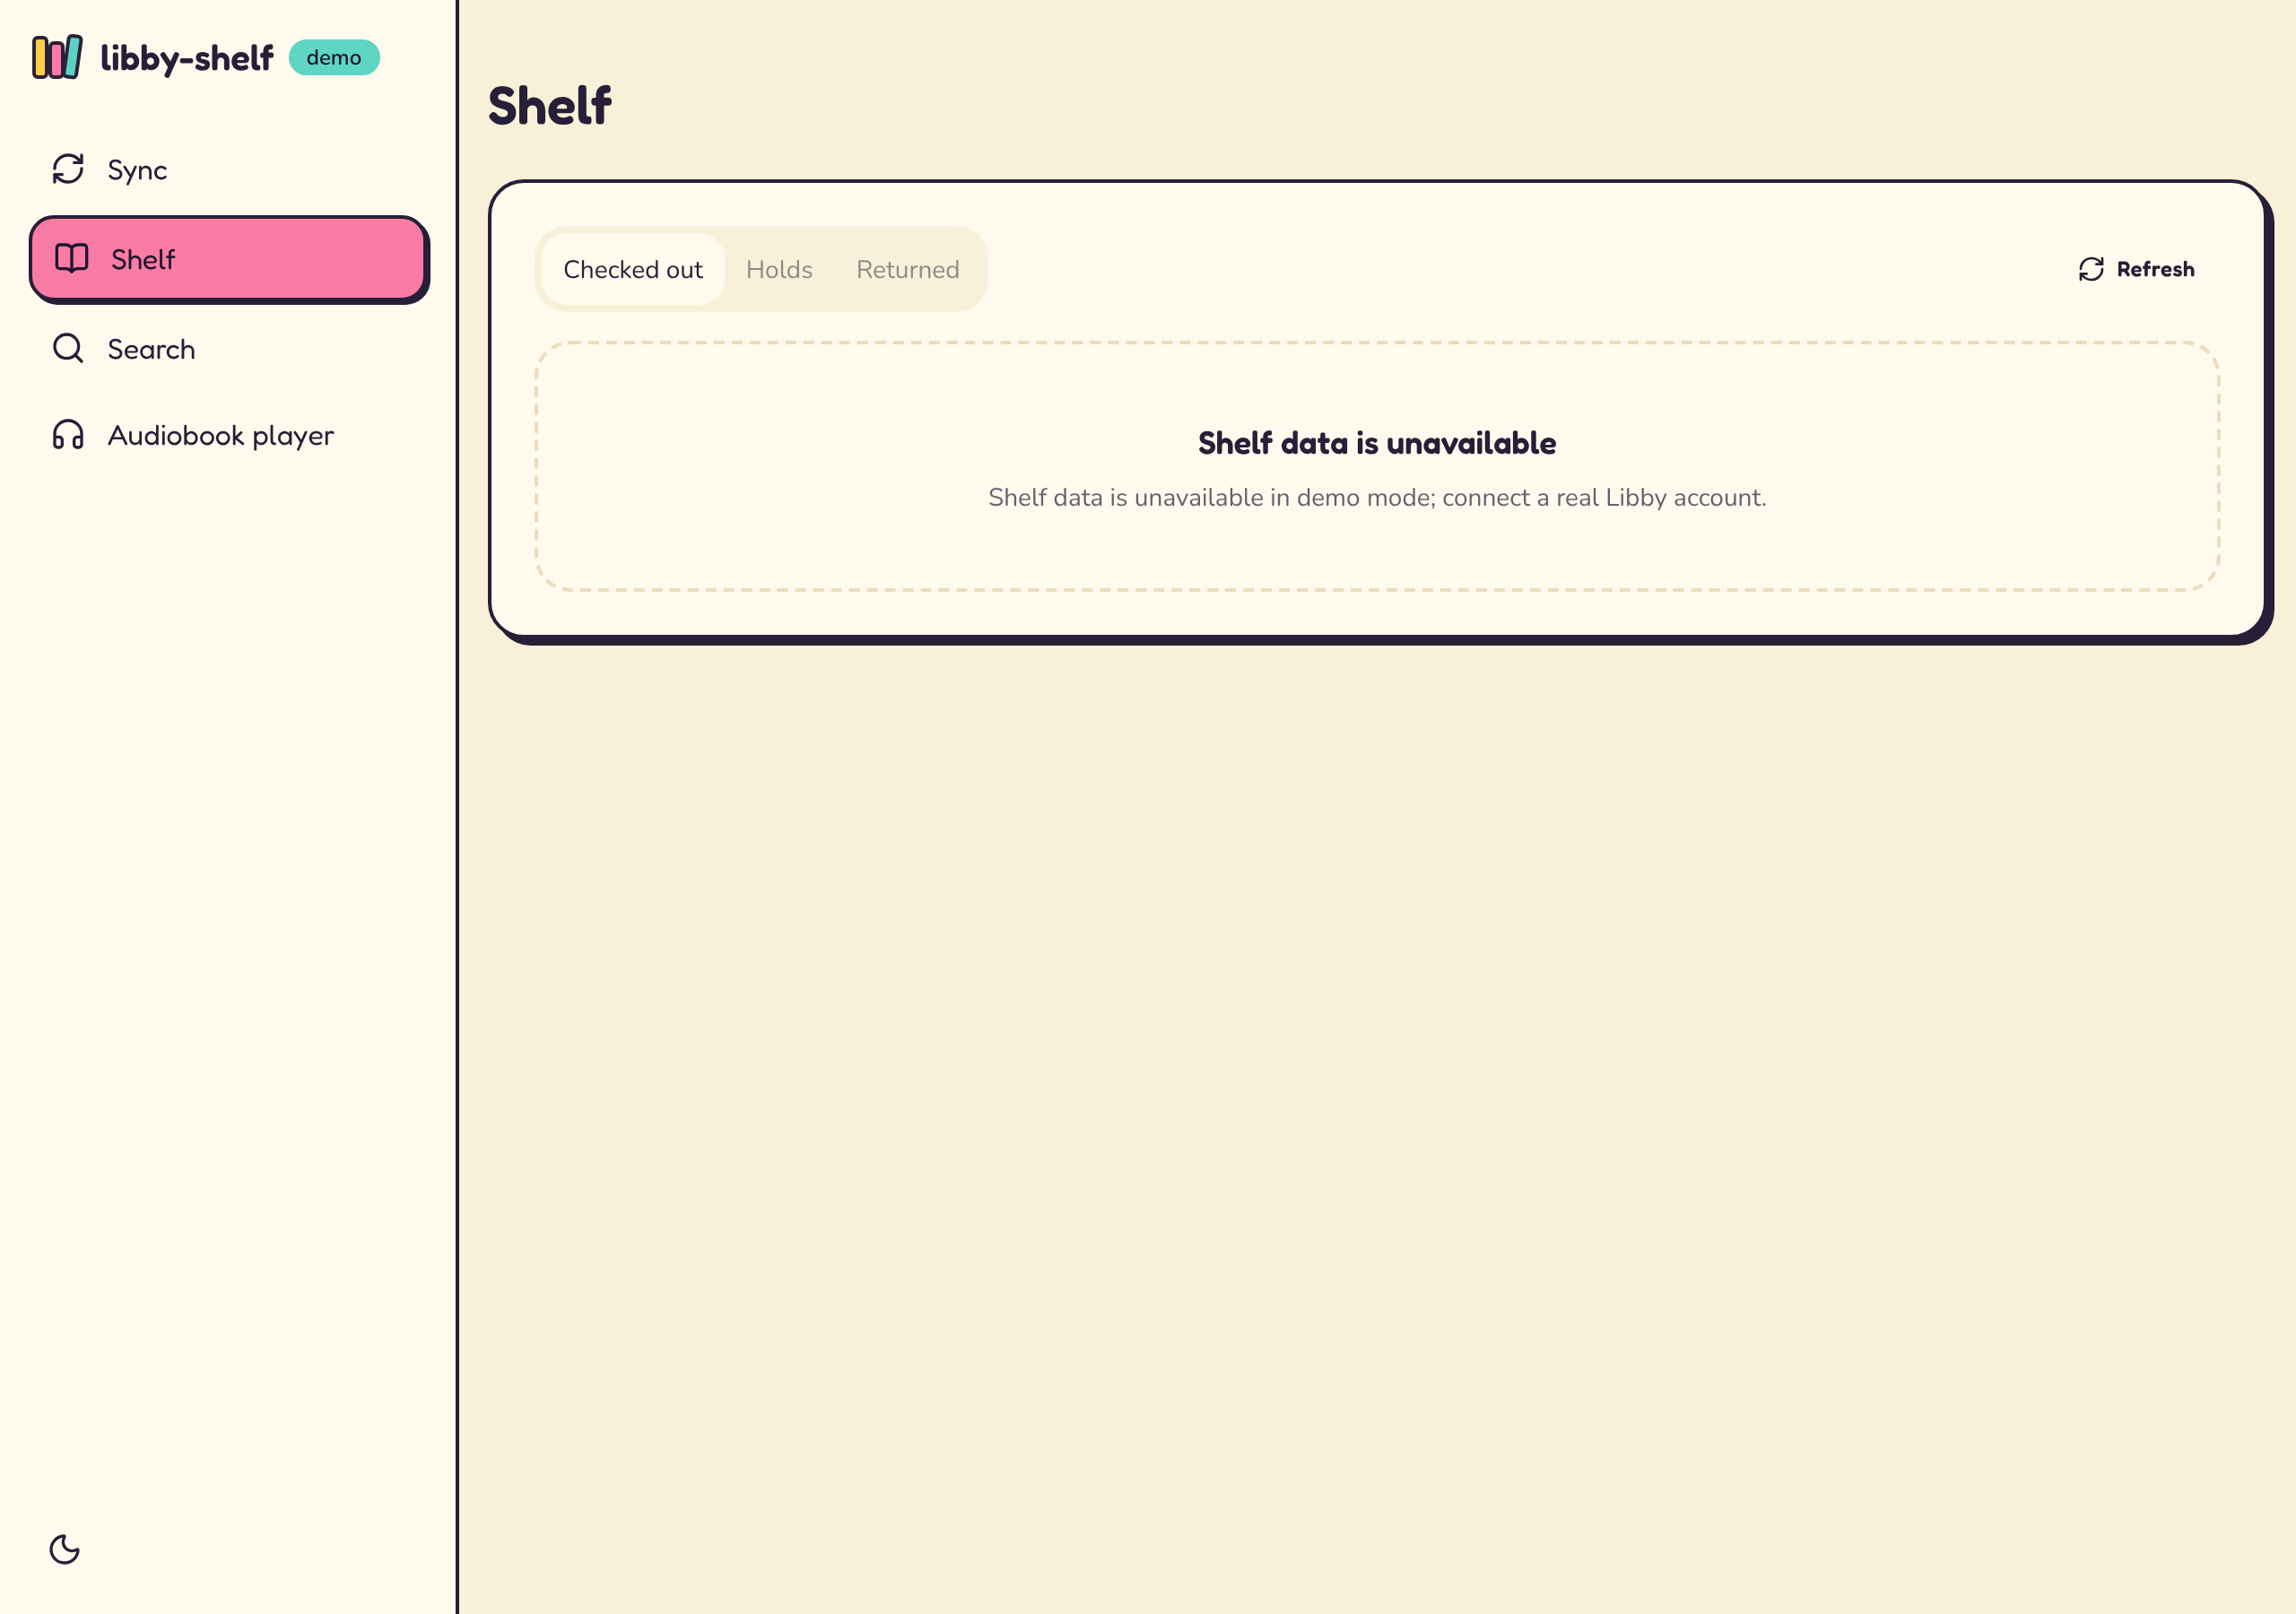 libby-shelf demo
Sync
Shelf
Search
Audiobook player
Shelf
Checked out Holds Returned Refresh
Shelf data is unavailable
Shelf data is unavailable in demo mode; connect a real Libby account.